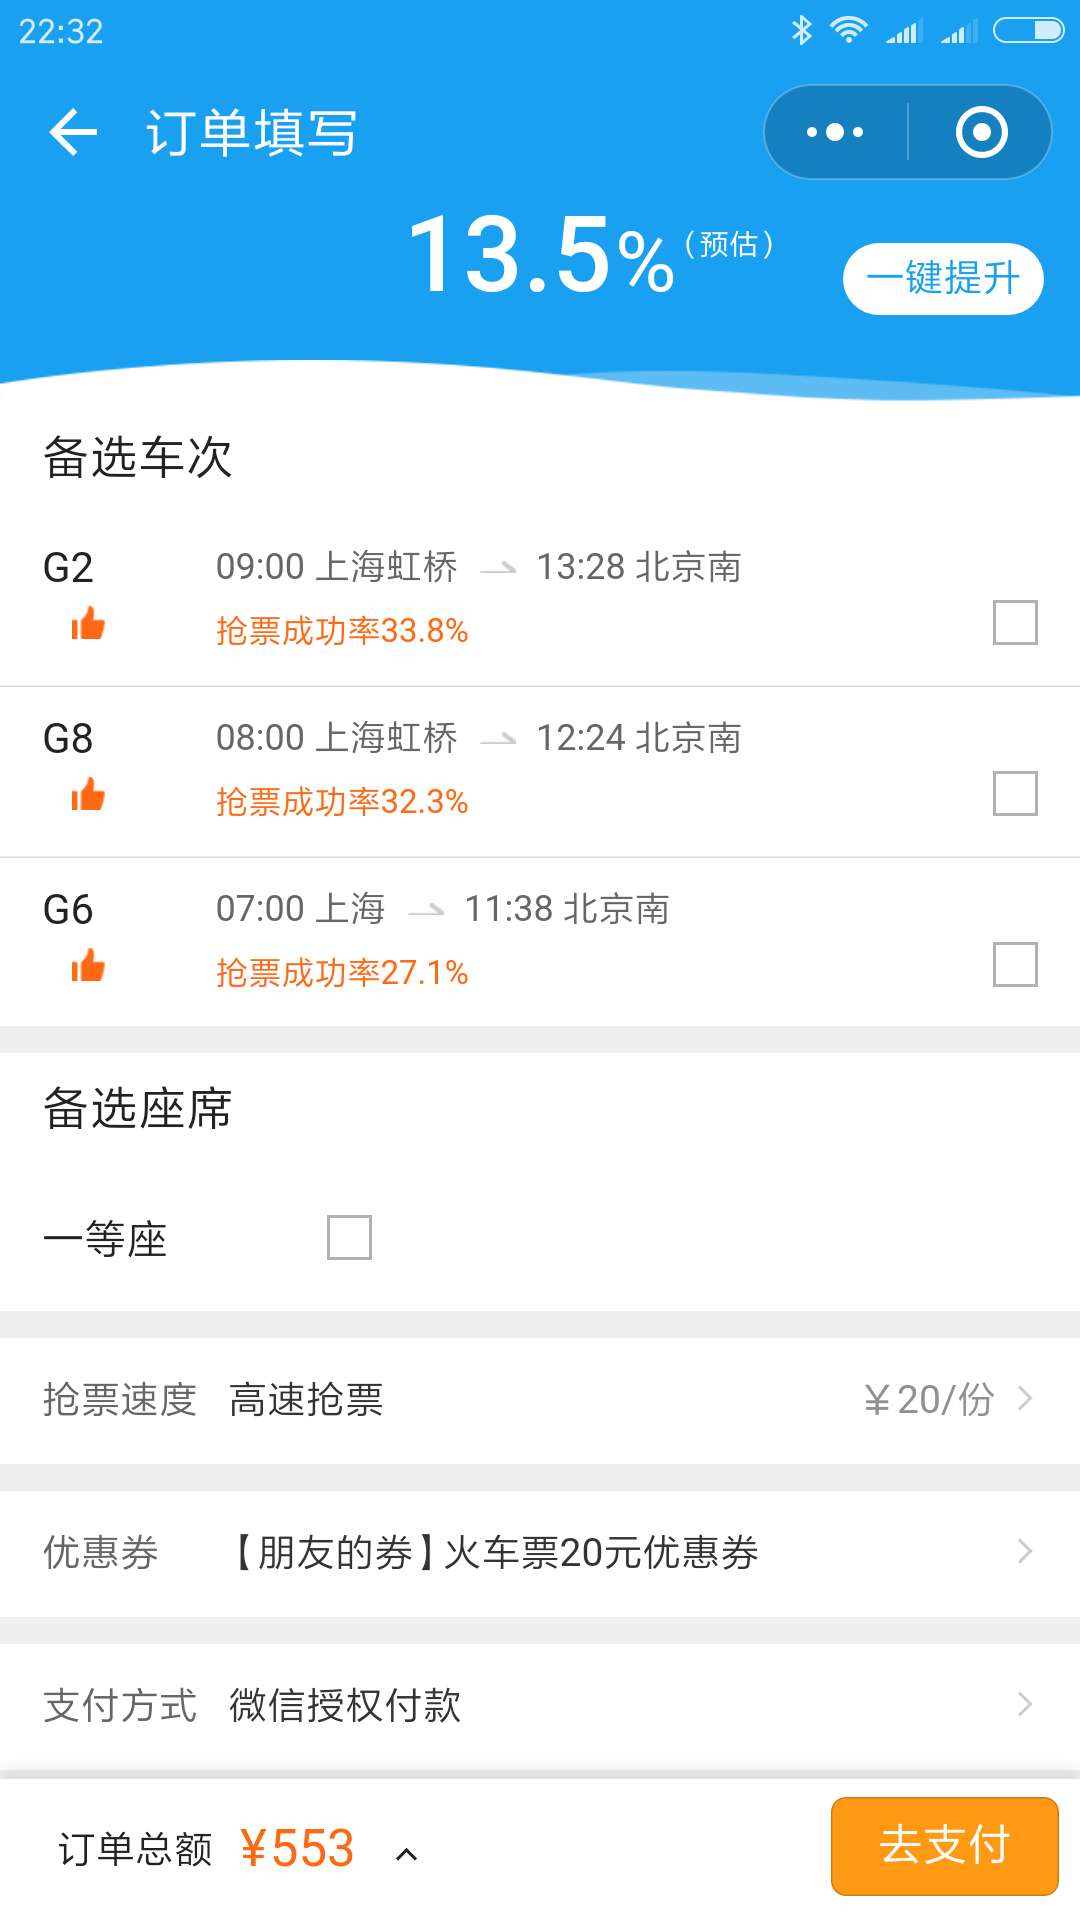 22:32
订单填写
13.5%（预估）
一键提升
备选车次
G2 09:00 上海虹桥 13:28 北京南
抢票成功率33.8%
G8 08:00 上海虹桥 12:24 北京南
抢票成功率32.3%
G6 07:00 上海 11:38 北京南
抢票成功率27.1%
备选座席
一等座
抢票速度 高速抢票 ￥20/份
优惠券 【朋友的券】火车票20元优惠券
支付方式 微信授权付款
订单总额 ¥553 去支付